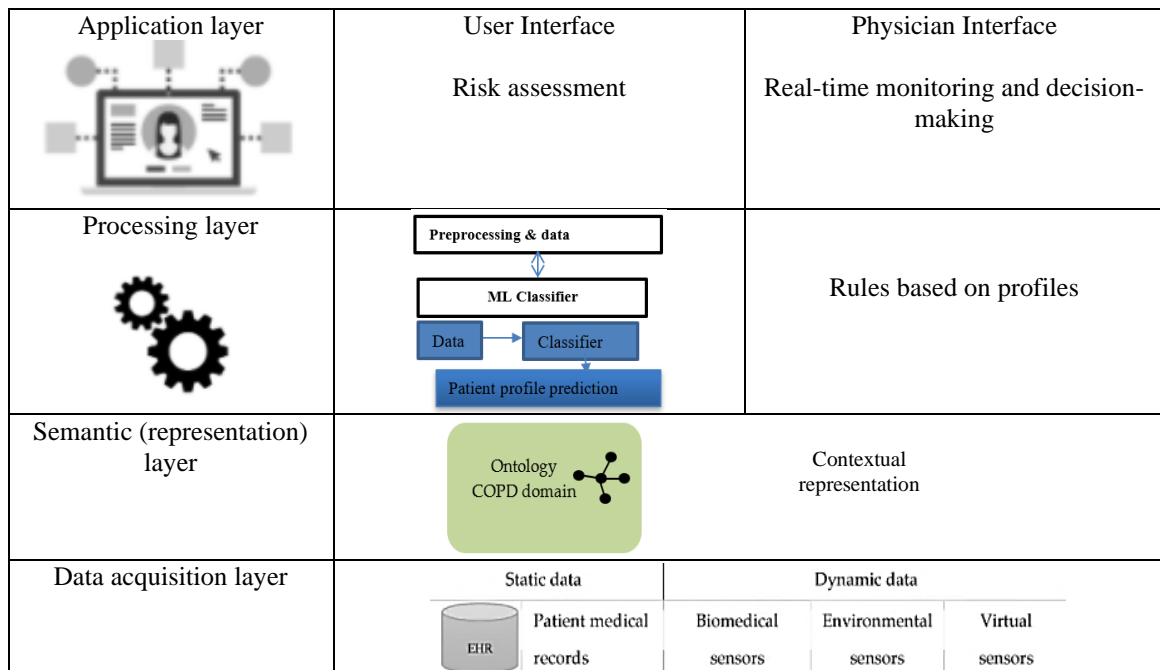 Application layer
User Interface
Physician Interface
Risk assessment
Real-time monitoring and decision-
making
Processing layer
Preprocessing & data
ML Classifier
Data
Classifier
Patient profile prediction
Rules based on profiles
Semantic (representation)
layer
Ontology
COPD domain
Contextual
representation
Data acquisition layer
Static data
Dynamic data
EHR
Patient medical
records
Biomedical
sensors
Environmental
sensors
Virtual
sensors